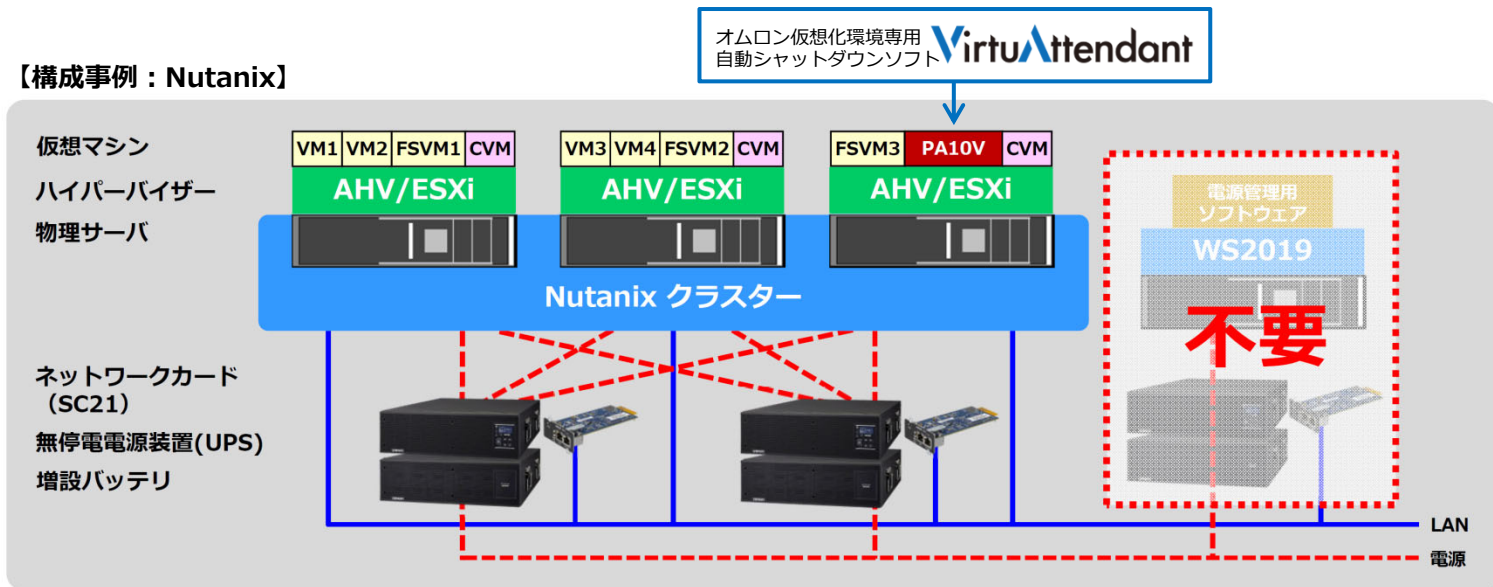 オムロン仮想化環境専用
自動シャットダウンソフト
VirtuAttendant
【構成事例：Nutanix】
仮想マシン
VM1 VM2 FSVM1 CVM
VM3 VM4 FSVM2 CVM
FSVM3 PA10V CVM
ハイパーバイザー
AHV/ESXi
AHV/ESXi
AHV/ESXi
電源管理用
ソフトウェア
物理サーバ
WS2019
Nutanix クラスター
不要
ネットワークカード
（SC21）
無停電電源装置(UPS)
増設バッテリ
LAN
電源